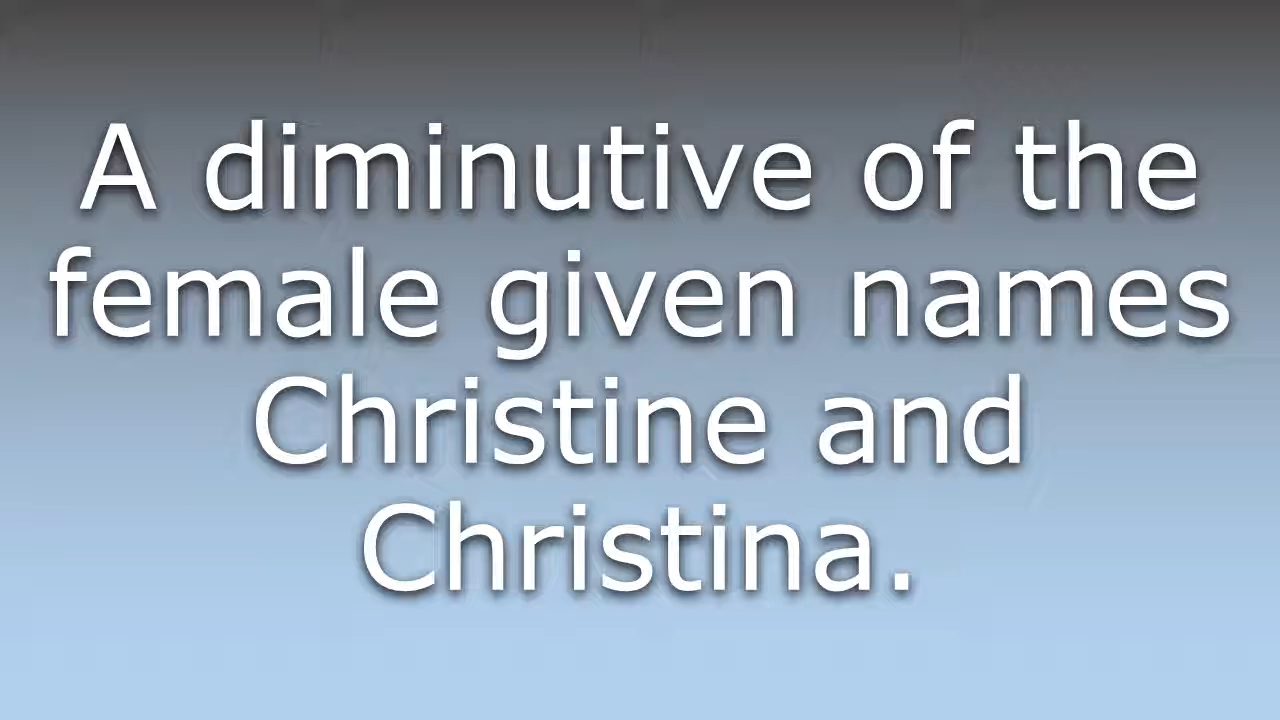 A diminutive of the
female given names
Christine and
Christina.